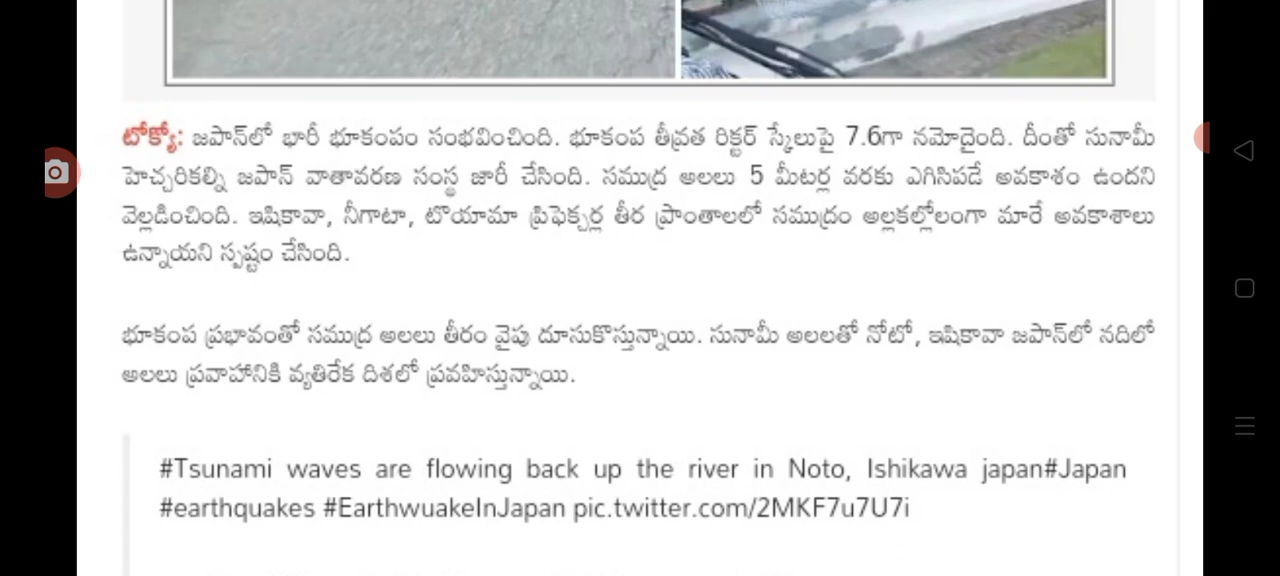 టోక్యో: జపాన్‌లో భారీ భూకంపం సంభవించింది. భూకంప తీవ్రత రిక్టర్ స్కేలుపై 7.6గా నమోదైంది. దీంతో సునామీ
హెచ్చరికల్ని జపాన్ వాతావరణ సంస్థ జారీ చేసింది. సముద్ర అలలు 5 మీటర్ల వరకు ఎగిసిపడే అవకాశం ఉందని
వెల్లడించింది. ఇషికావా, నీగాటా, టొయామా ప్రిఫెక్చర్ల తీర ప్రాంతాలలో సముద్రం అల్లకల్లోలంగా మారే అవకాశాలు
ఉన్నాయని స్పష్టం చేసింది.
భూకంప ప్రభావంతో సముద్ర అలలు తీరం వైపు దూసుకొస్తున్నాయి. సునామీ అలలతో నోటో, ఇషికావా జపాన్‌లో నదిలో
అలలు ప్రవాహానికి వ్యతిరేక దిశలో ప్రవహిస్తున్నాయి.
#Tsunami waves are flowing back up the river in Noto, Ishikawa japan#Japan
#earthquakes #EarthwuakeInJapan pic.twitter.com/2MKF7u7U7i